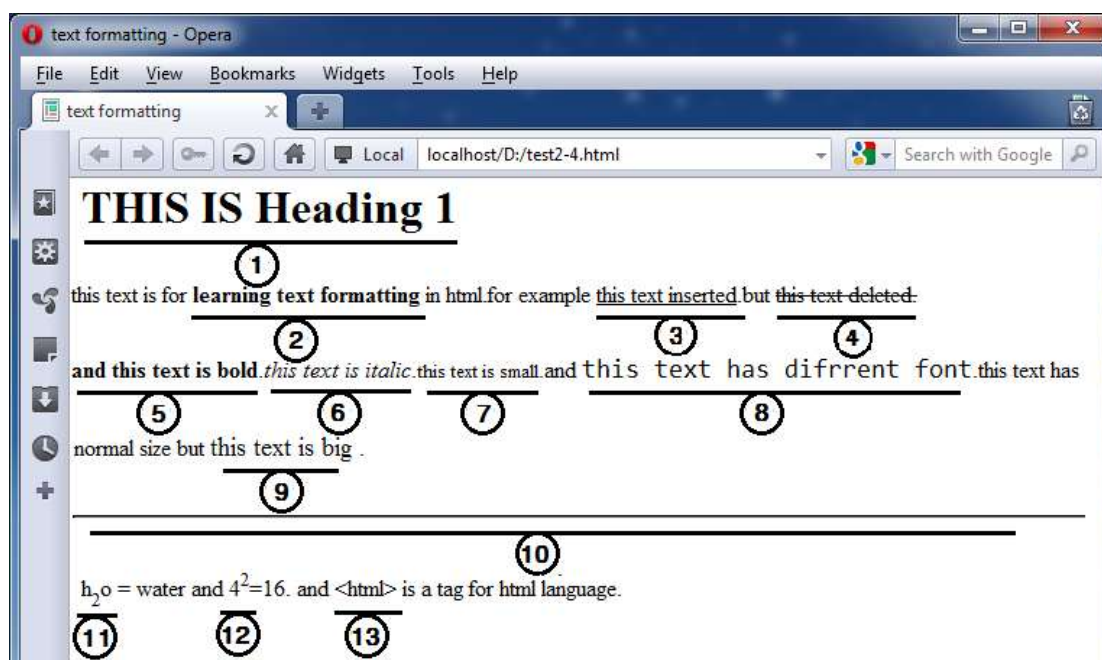 text formatting - Opera
File Edit View Bookmarks Widgets Tools Help
text formatting
Local localhost/D:/test2-4.html Search with Google
THIS IS Heading 1
1
this text is for learning text formatting in html.for example this text inserted.but this text deleted.
2 3 4
and this text is bold.this text is italic.this text is small.and this text has difrrent font.this text has
5 6 7 8
normal size but this text is big .
9
10
h₂o = water and 4²=16. and <html> is a tag for html language.
11 12 13